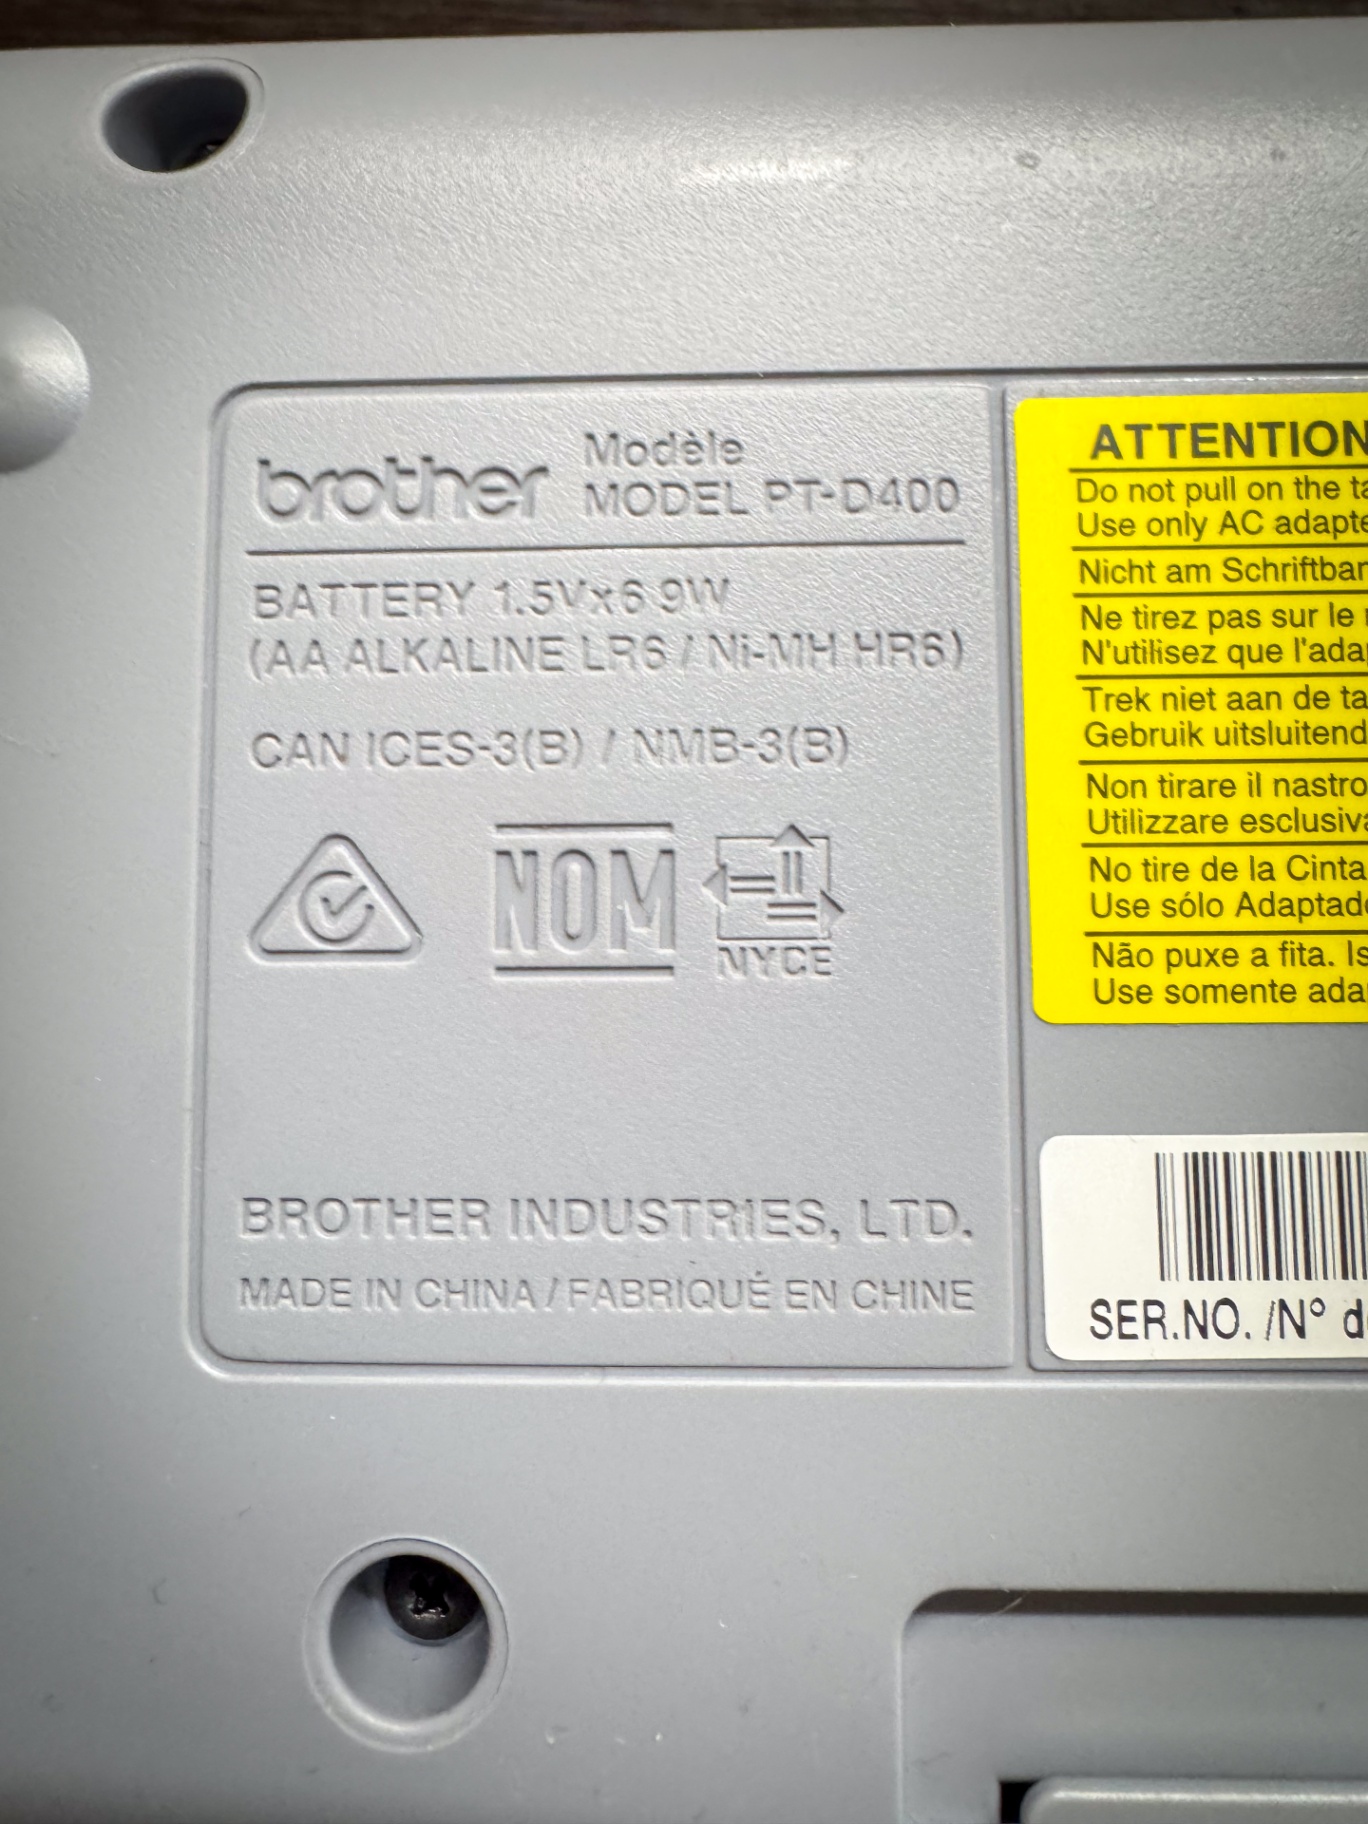 brother Modèle
MODEL PT-D400
BATTERY 1.5Vx6 9W
(AA ALKALINE LR6 / Ni-MH HR6)
CAN ICES-3(B) / NMB-3(B)
NOM
NYCE
BROTHER INDUSTRIES, LTD.
MADE IN CHINA / FABRIQUÉ EN CHINE
ATTENTION
Do not pull on the
Use only AC
Nicht am
Ne tirez pas sur le
N'utilisez que
Trek niet aan de
Gebruik uitsluitend
Non tirare il nastro
Utilizzare
No tire de la Cinta
Use sólo
Não puxe a fita.
Use somente
SER.NO. /N°